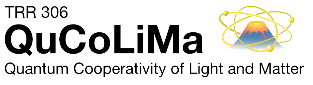 TRR 306
QuCoLiMa
Quantum Cooperativity of Light and Matter